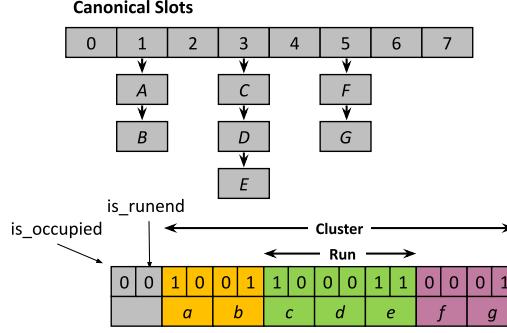 Canonical Slots
0 1 2 3 4 5 6 7
A C F
B D G
E
is_runend
is_occupied
Cluster
Run
0 0 1 0 0 1 1 0 0 0 1 1 0 0 0 1
a b c d e f g